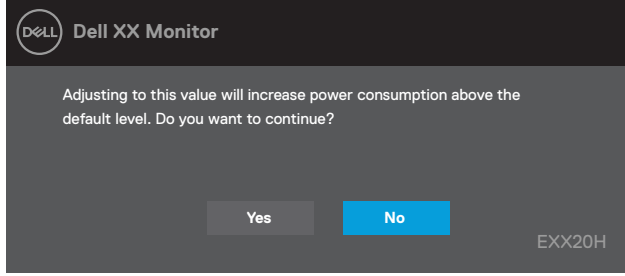 DELL
Dell XX Monitor
Adjusting to this value will increase power consumption above the
default level. Do you want to continue?
Yes
No
EXX20H